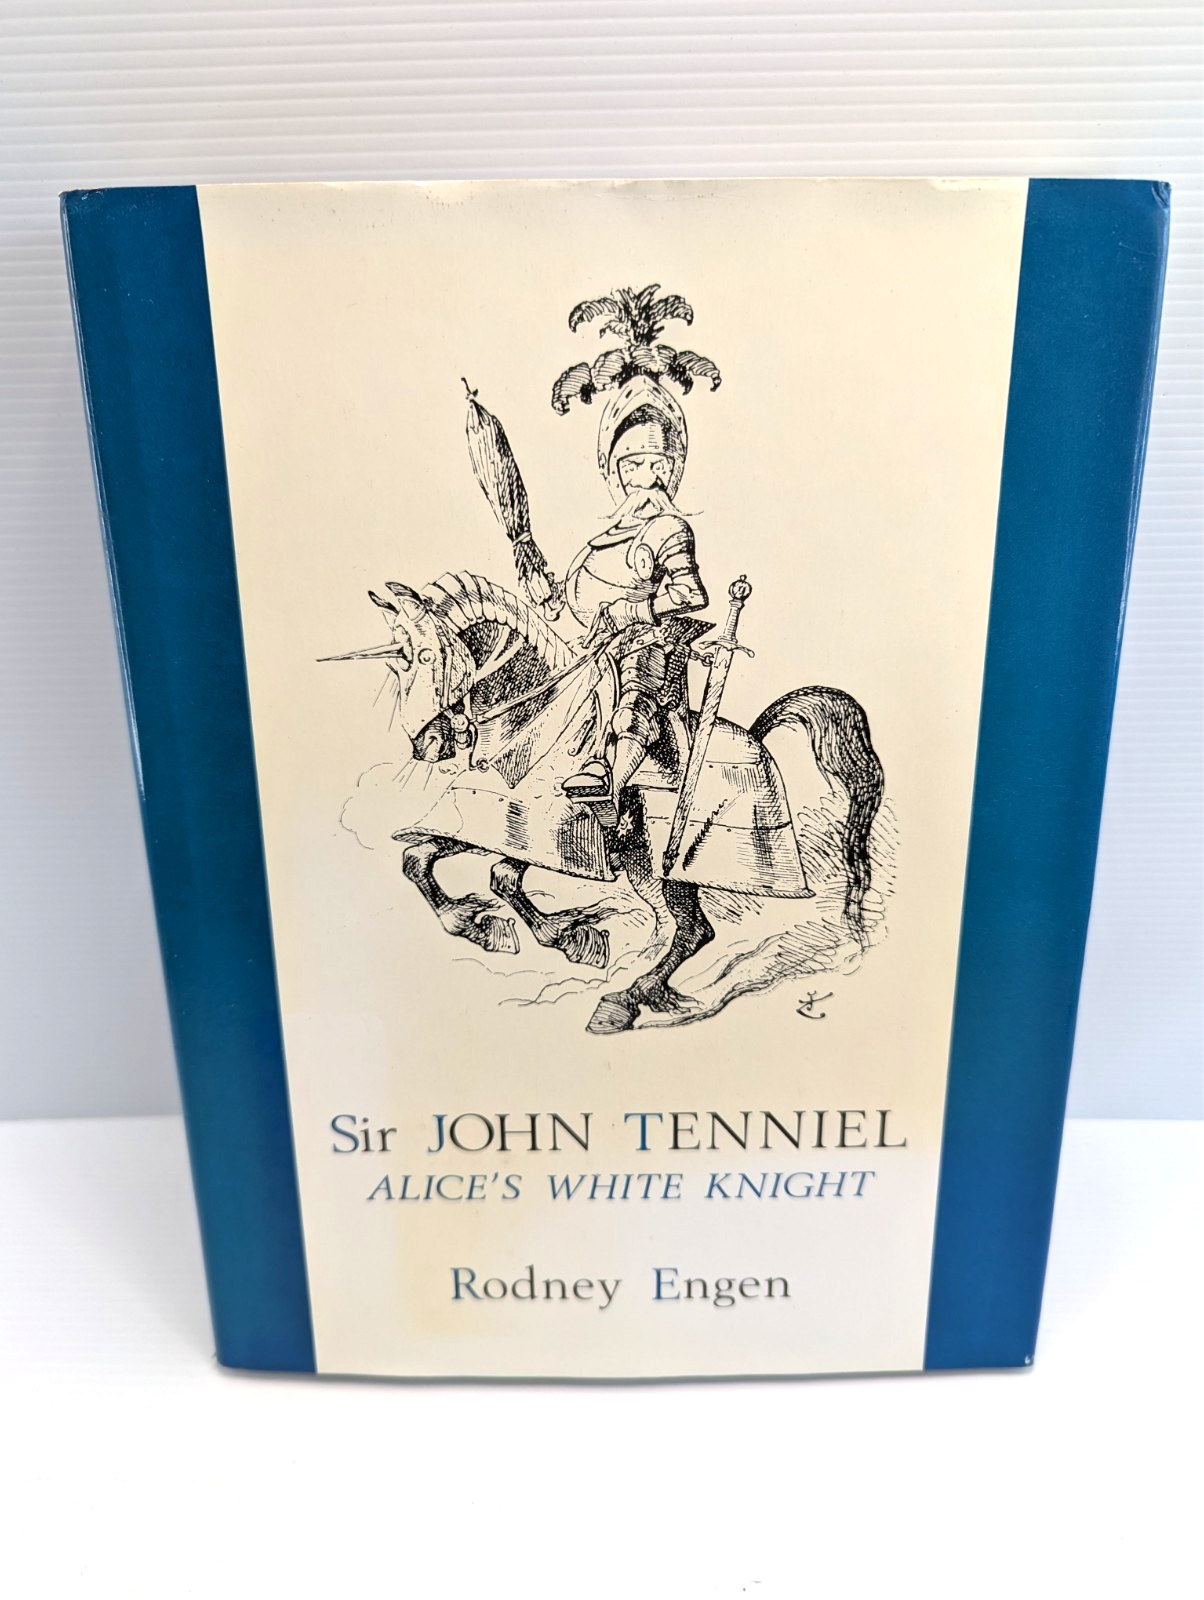 Sir JOHN TENNIEL
ALICE'S WHITE KNIGHT
Rodney Engen